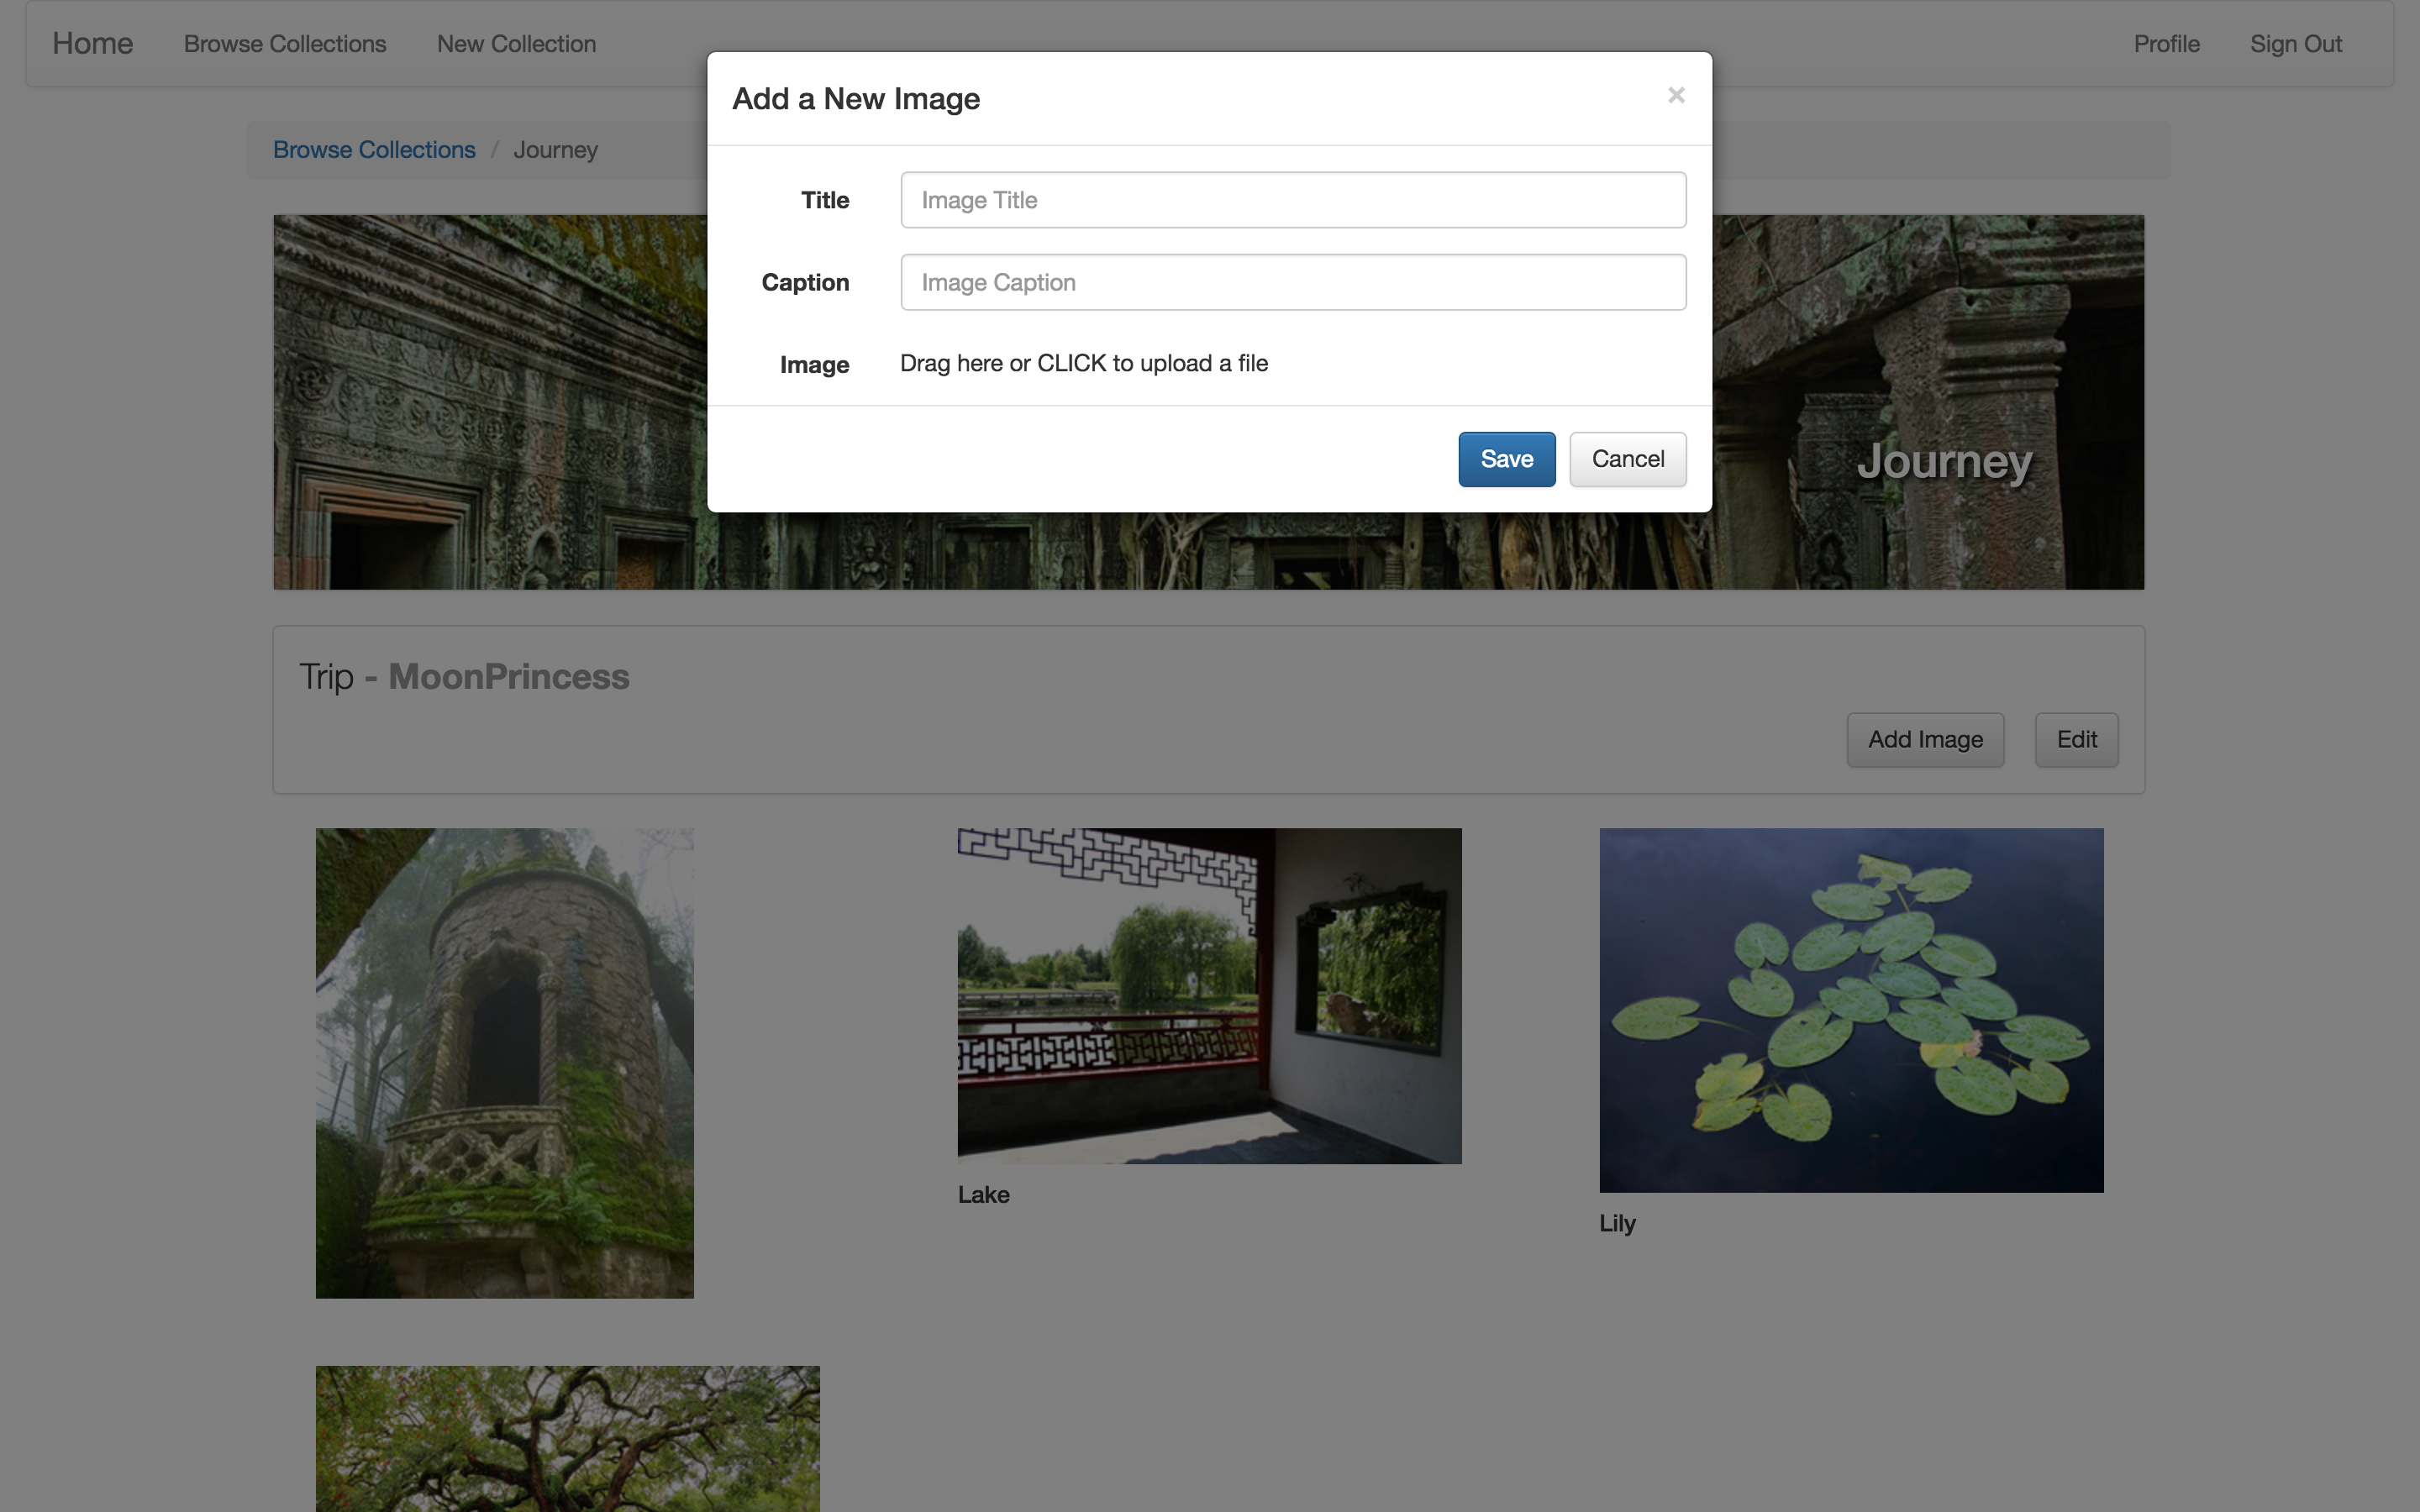 Home Browse Collections New Collection Profile Sign Out
Add a New Image ×
Browse Collections / Journey
Title Image Title
Caption Image Caption
Image Drag here or CLICK to upload a file
Save Cancel
Journey
Trip - MoonPrincess
Add Image Edit
Lake
Lily